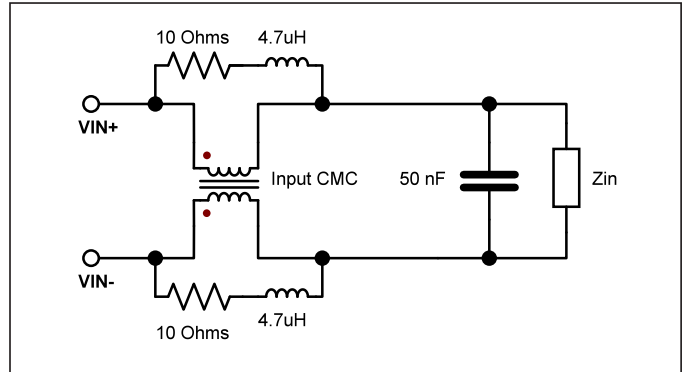 10 Ohms 4.7uH
VIN+
Input CMC
50 nF
Zin
VIN-
10 Ohms 4.7uH